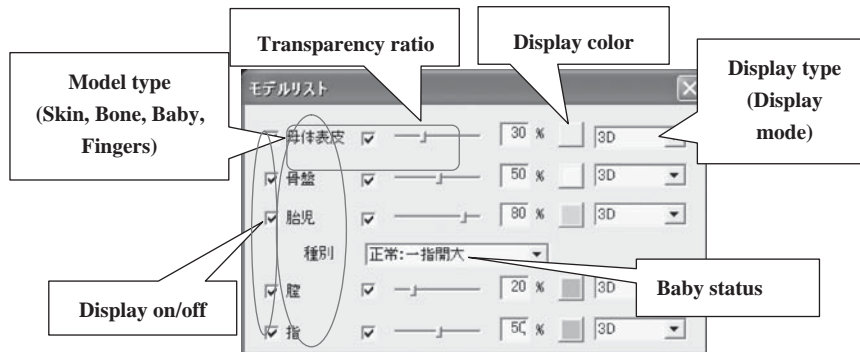 Transparency ratio
Display color
Model type
(Skin, Bone, Baby,
Fingers)
Display type
(Display
mode)
モデルリスト
母体表皮 30 % 3D
骨盤 50 % 3D
胎児 80 % 3D
種別 正常:一指開大
膣 20 % 3D
指 50 % 3D
Display on/off
Baby status